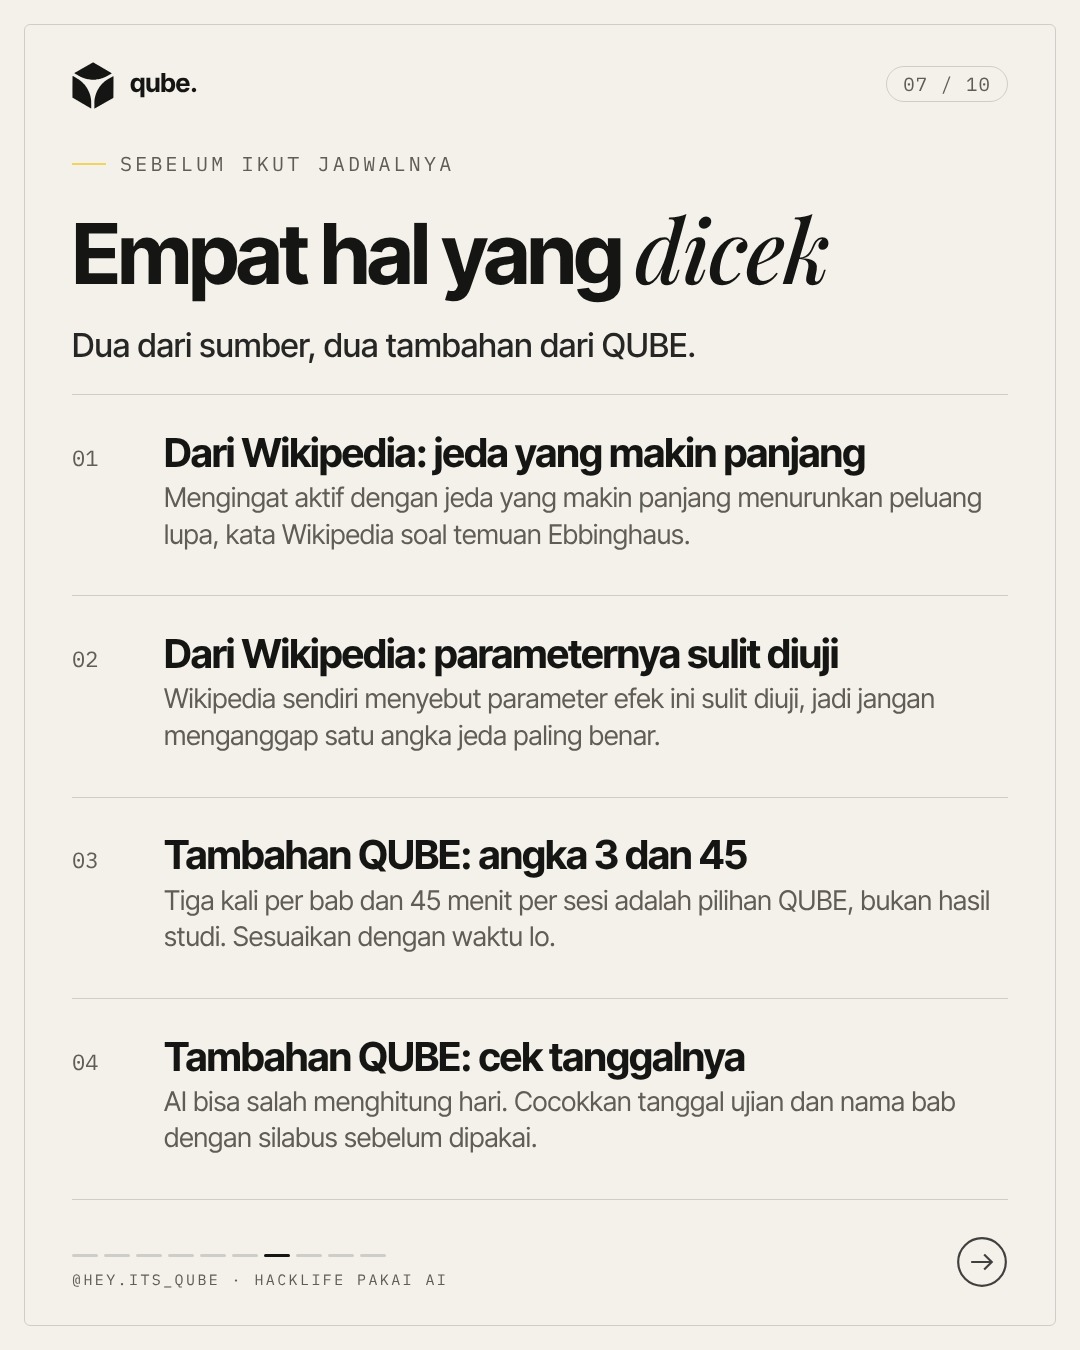 qube.
07 / 10
SEBELUM IKUT JADWALNYA
Empat hal yang dicek
Dua dari sumber, dua tambahan dari QUBE.
01
Dari Wikipedia: jeda yang makin panjang
Mengingat aktif dengan jeda yang makin panjang menurunkan peluang
lupa, kata Wikipedia soal temuan Ebbinghaus.
02
Dari Wikipedia: parameternya sulit diuji
Wikipedia sendiri menyebut parameter efek ini sulit diuji, jadi jangan
menganggap satu angka jeda paling benar.
03
Tambahan QUBE: angka 3 dan 45
Tiga kali per bab dan 45 menit per sesi adalah pilihan QUBE, bukan hasil
studi. Sesuaikan dengan waktu lo.
04
Tambahan QUBE: cek tanggalnya
AI bisa salah menghitung hari. Cocokkan tanggal ujian dan nama bab
dengan silabus sebelum dipakai.
@HEY.ITS_QUBE · HACKLIFE PAKAI AI